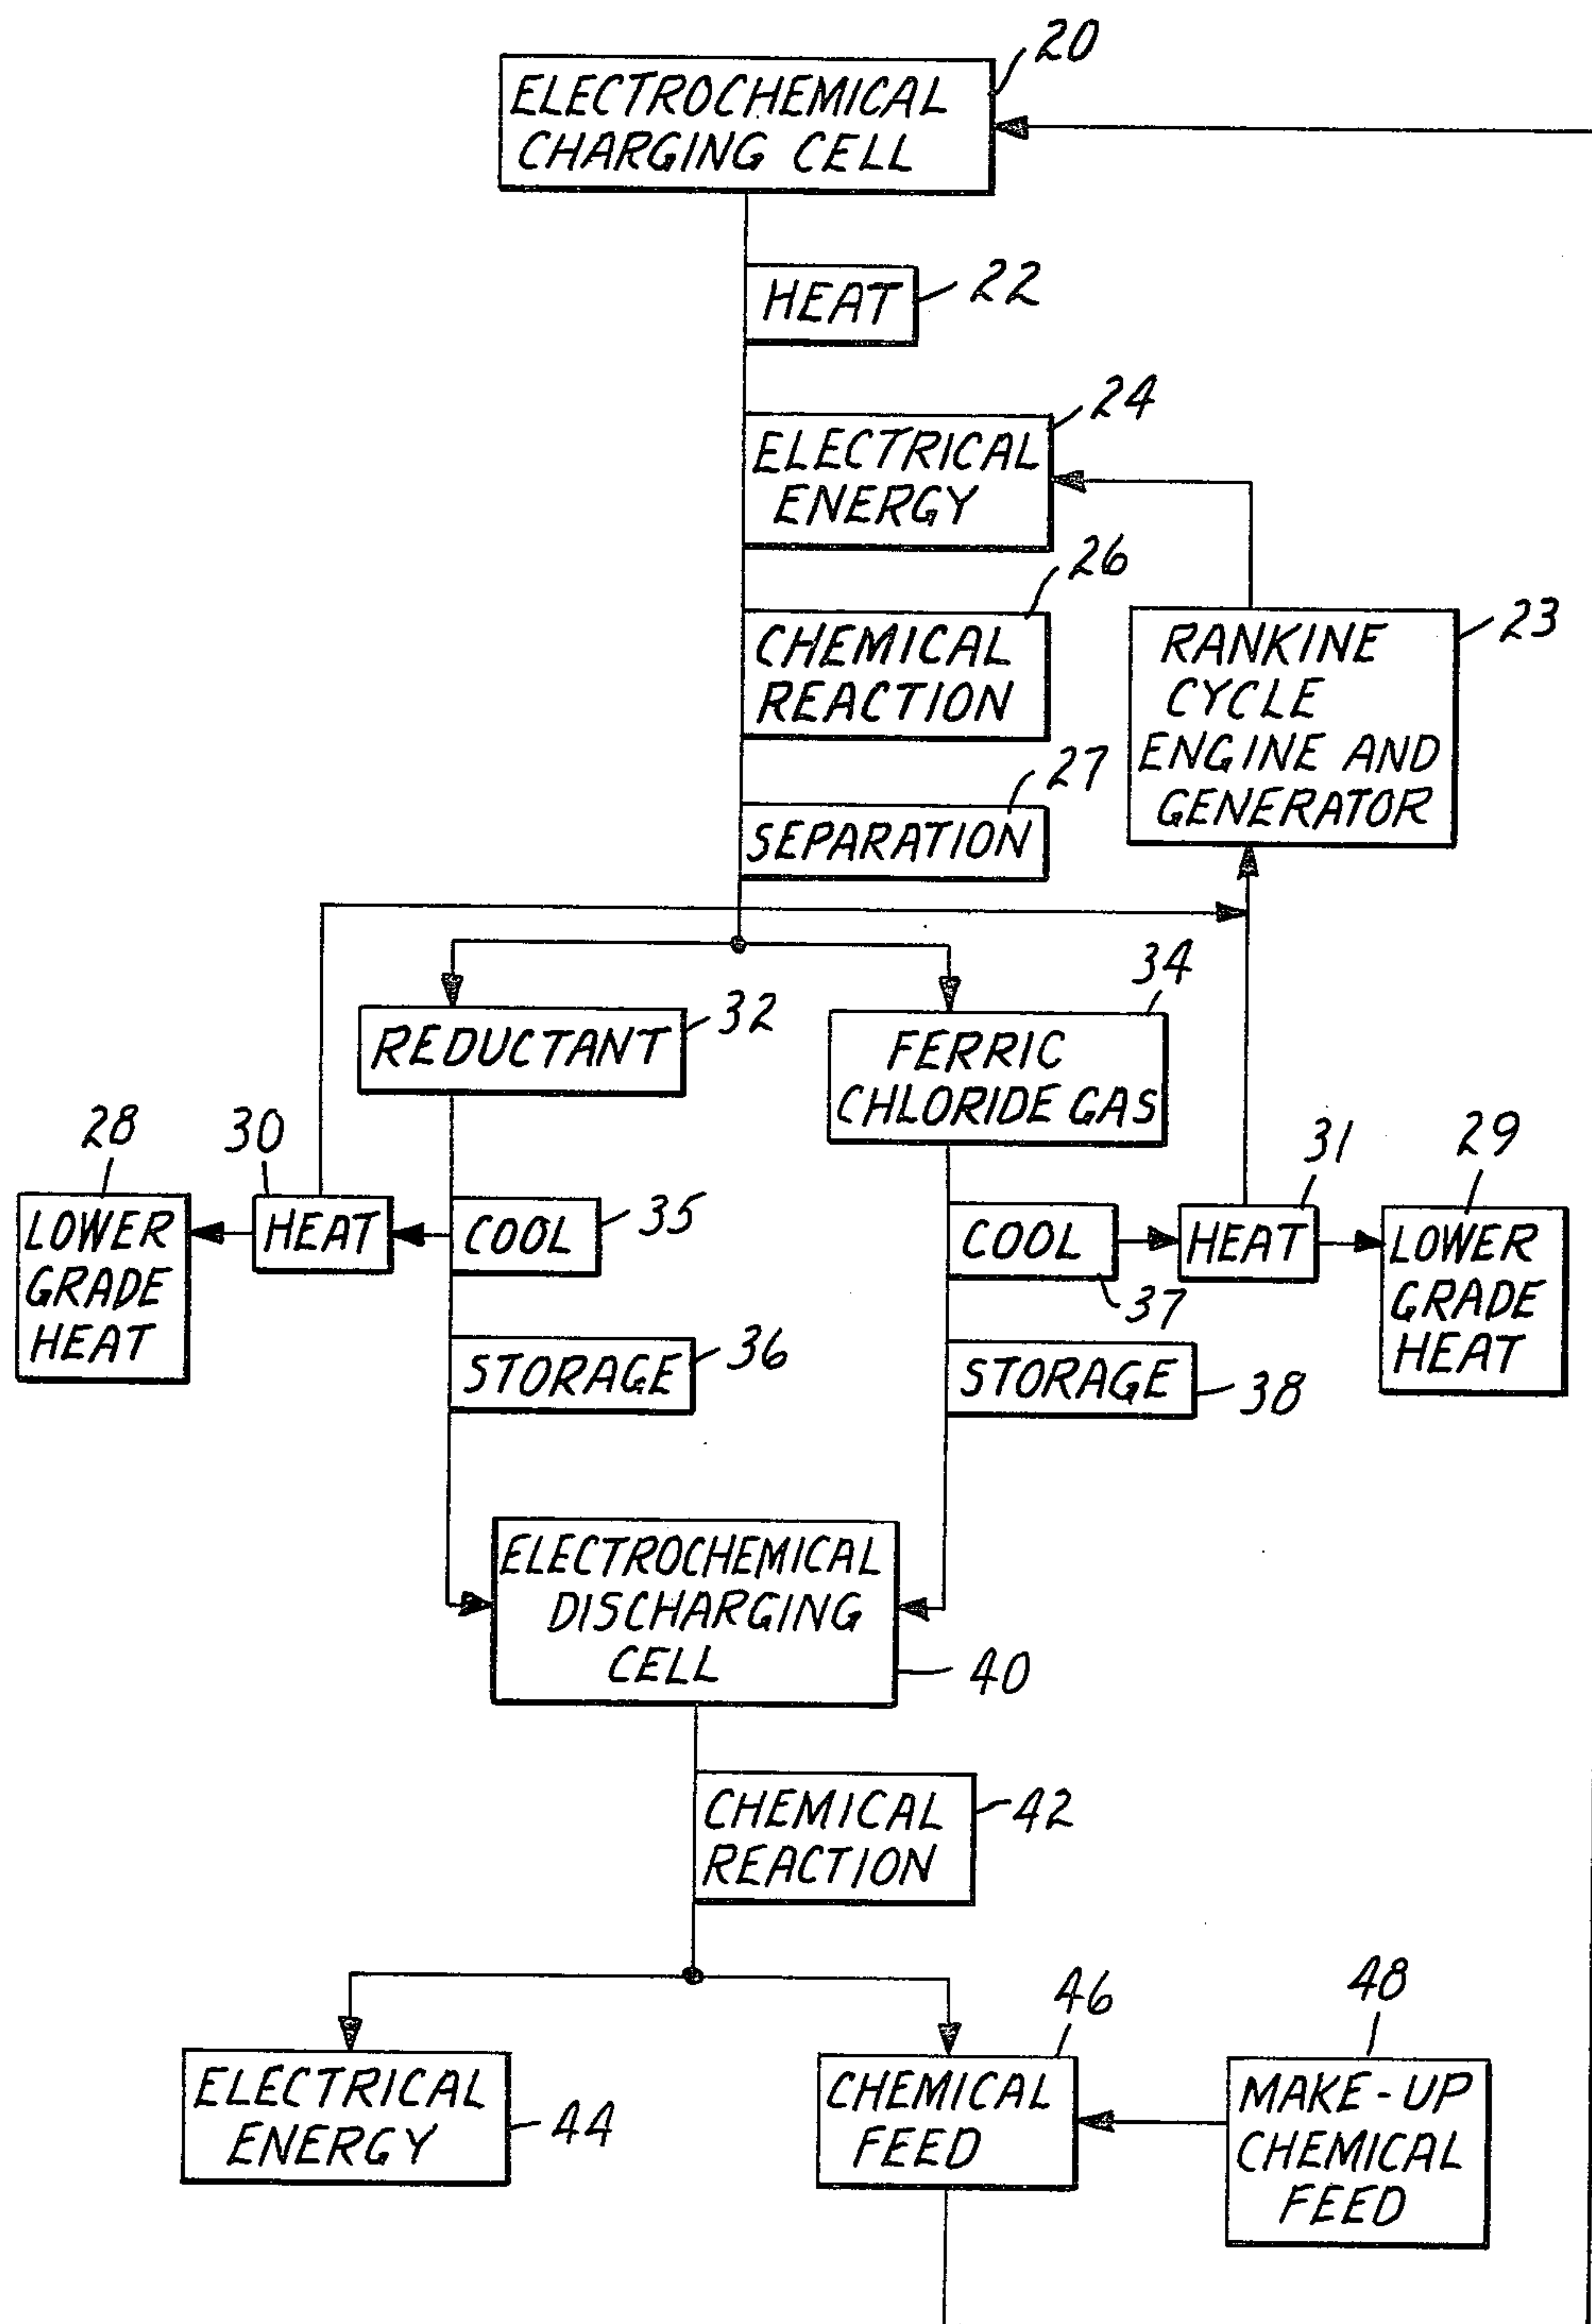 20
ELECTROCHEMICAL
CHARGING CELL
HEAT
22
24
ELECTRICAL
ENERGY
26
CHEMICAL
REACTION
23
RANKINE
CYCLE
ENGINE AND
GENERATOR
27
SEPARATION
34
32
REDUCTANT
FERRIC
CHLORIDE GAS
28
30
31
29
LOWER
GRADE
HEAT
HEAT
COOL
35
COOL
37
HEAT
LOWER
GRADE
HEAT
STORAGE
36
STORAGE
38
ELECTROCHEMICAL
DISCHARGING
CELL
40
CHEMICAL
REACTION
42
46
48
ELECTRICAL
ENERGY
44
CHEMICAL
FEED
MAKE-UP
CHEMICAL
FEED